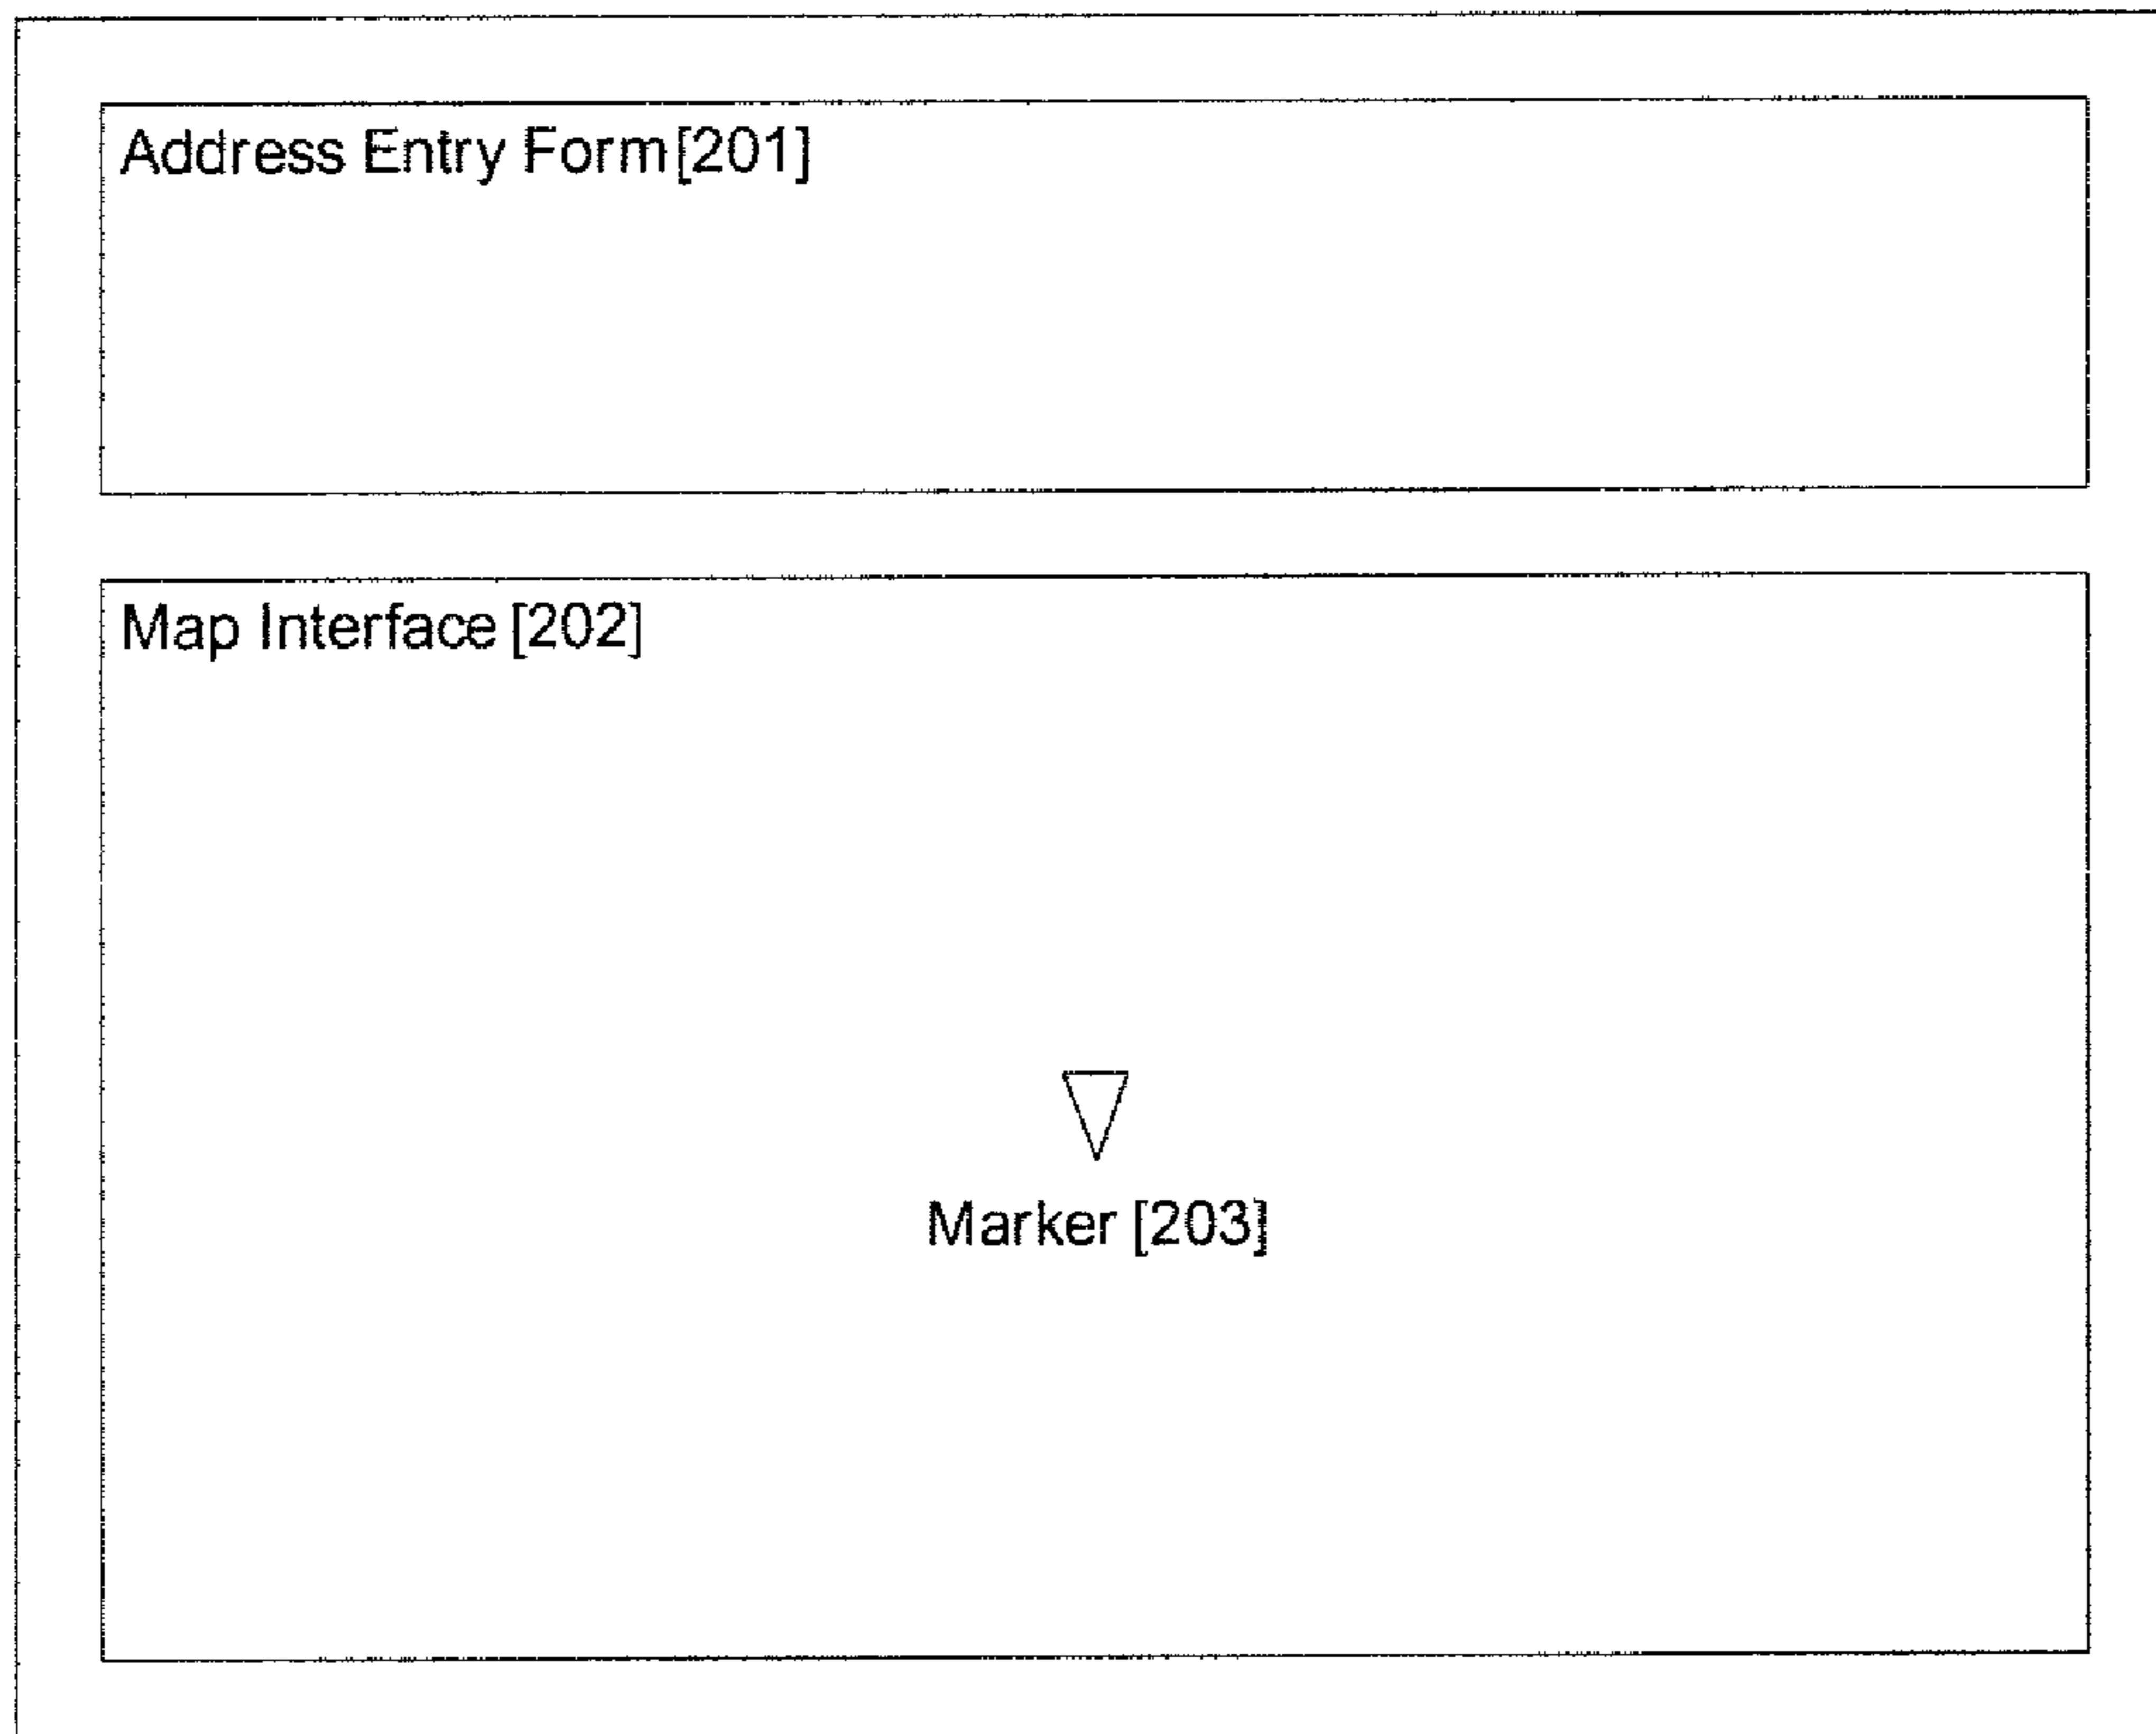 Address Entry Form [201]
Map Interface [202]
Marker [203]